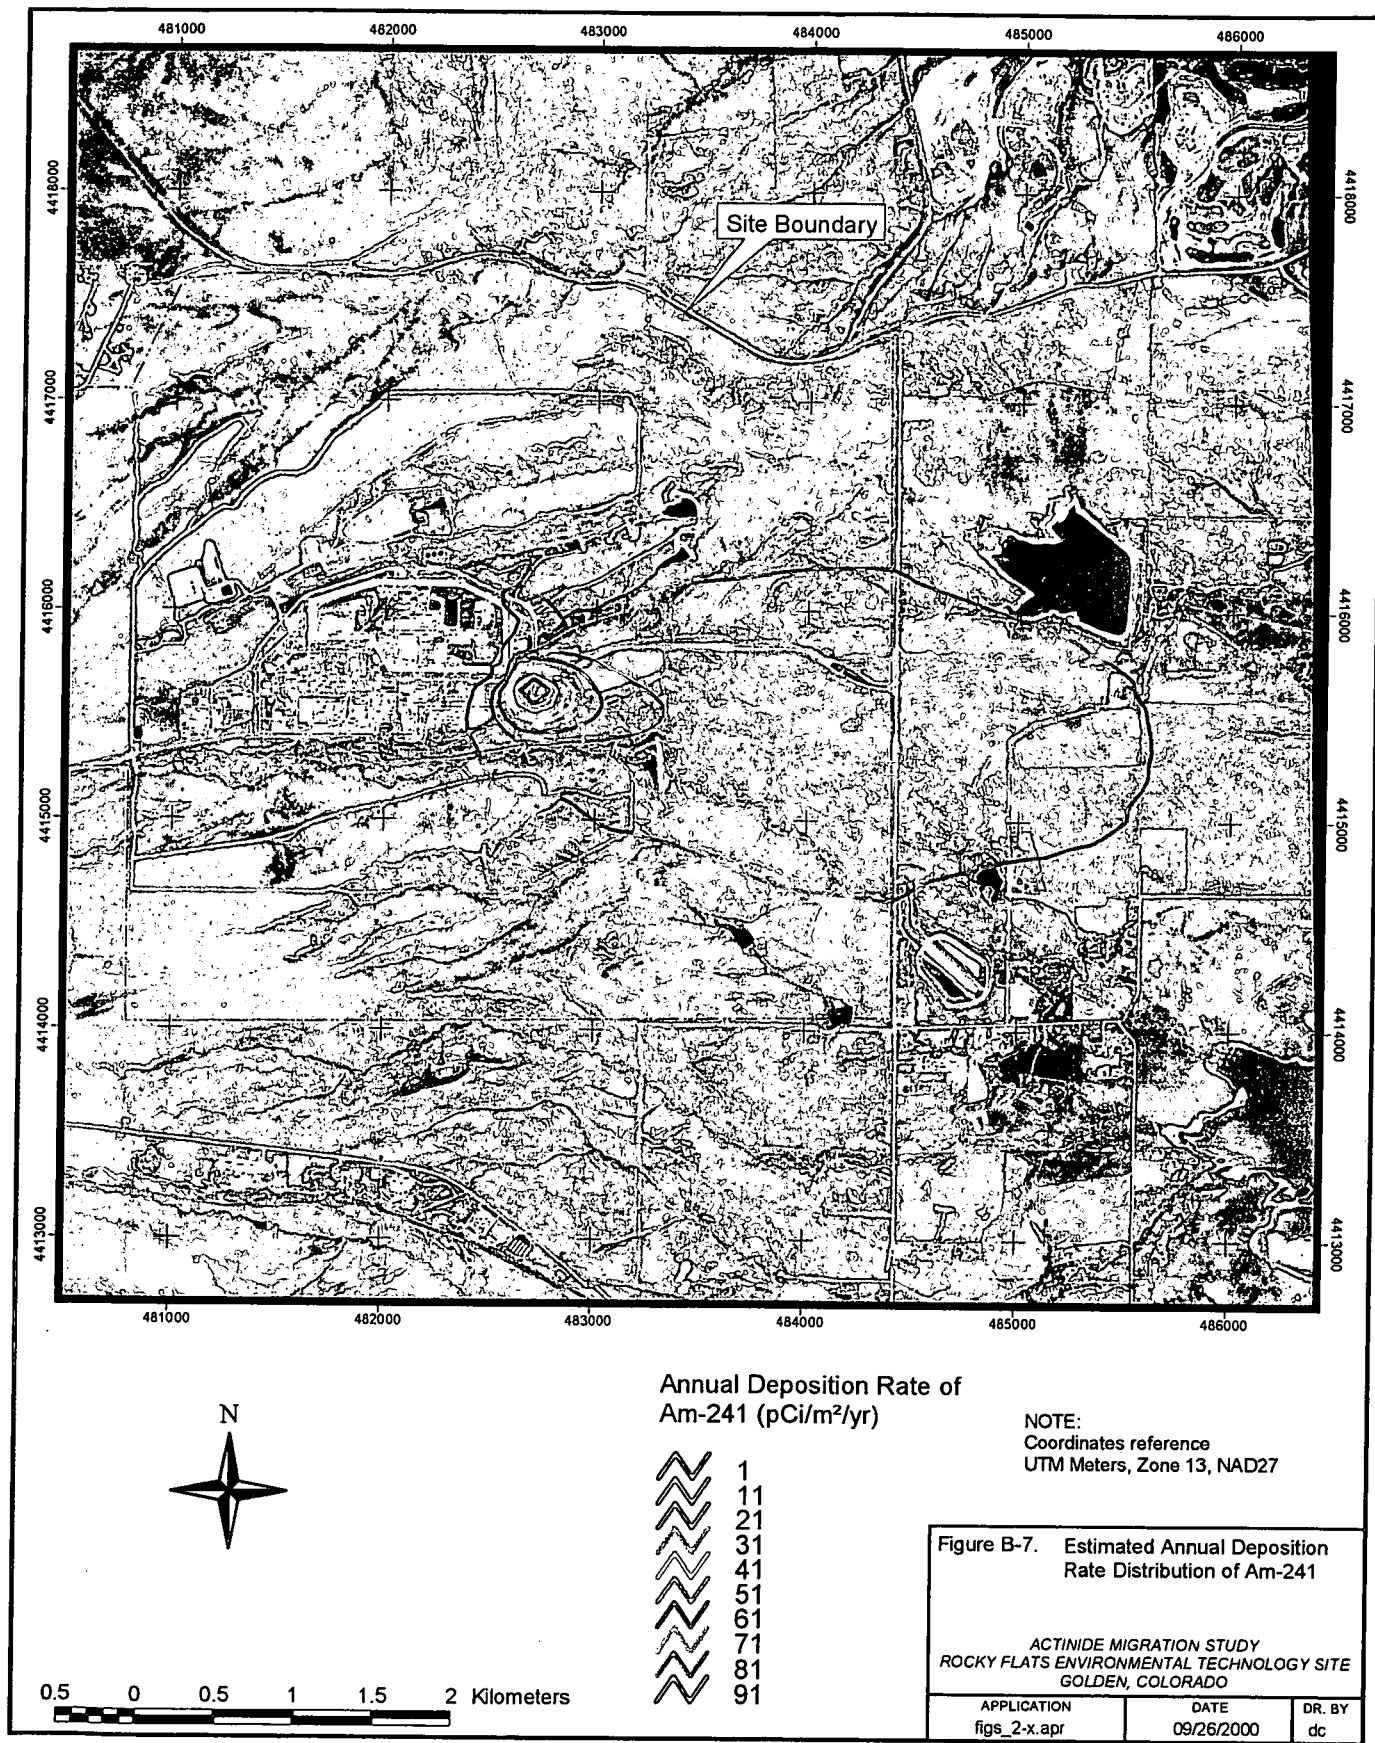 481000
482000
483000
484000
485000
486000
4418000
4418000
Site Boundary
4417000
4417000
4416000
4416000
4415000
4415000
4414000
4414000
4413000
4413000
481000
482000
483000
484000
485000
486000
Annual Deposition Rate of
Am-241 (pCi/m²/yr)
1
11
21
31
41
51
61
71
81
91
N
NOTE:
Coordinates reference
UTM Meters, Zone 13, NAD27
0.5 0 0.5 1 1.5 2 Kilometers
Figure B-7. Estimated Annual Deposition
Rate Distribution of Am-241
ACTINIDE MIGRATION STUDY
ROCKY FLATS ENVIRONMENTAL TECHNOLOGY SITE
GOLDEN, COLORADO
APPLICATION DATE DR. BY
figs_2-x.apr 09/26/2000 dc